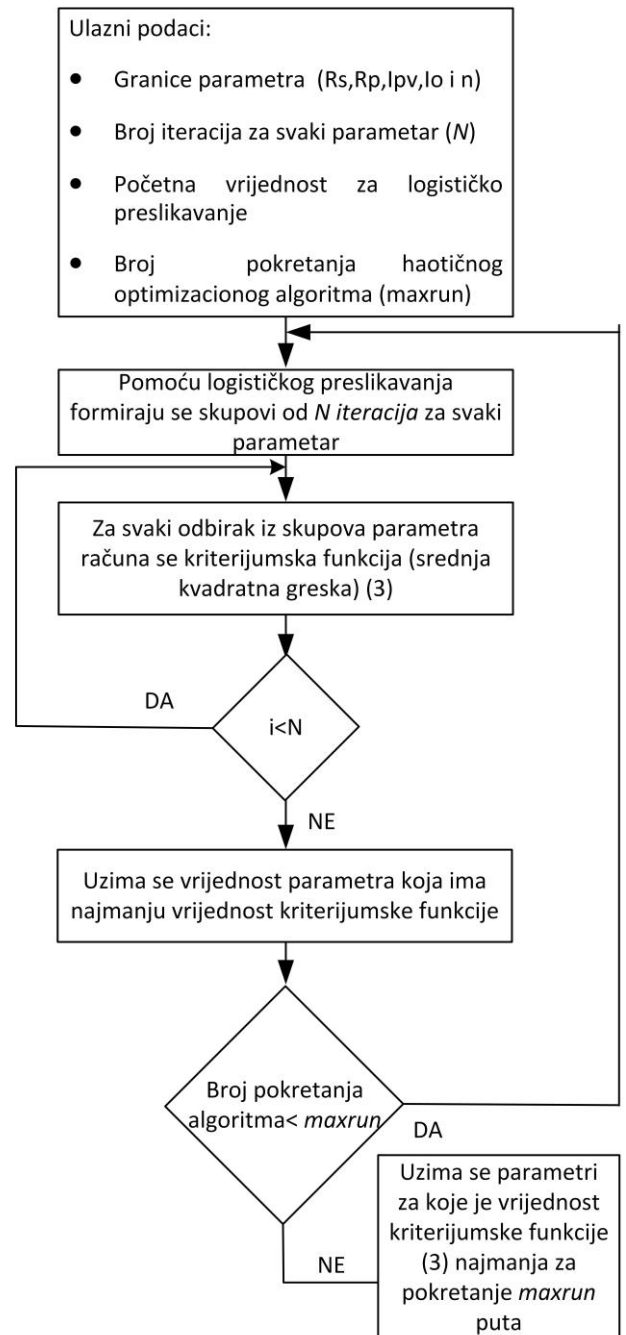 Ulazni podaci:
● Granice parametra (Rs,Rp,Ipv,Io i n)
● Broj iteracija za svaki parametar (N)
● Početna vrijednost za logističko
preslikavanje
● Broj pokretanja haotičnog
optimizacionog algoritma (maxrun)
Pomoću logističkog preslikavanja
formiraju se skupovi od N iteracija za svaki
parametar
Za svaki odbirak iz skupova parametra
računa se kriterijumska funkcija (srednja
kvadratna greska) (3)
DA
i<N
NE
Uzima se vrijednost parametra koja ima
najmanju vrijednost kriterijumske funkcije
Broj pokretanja
algoritma< maxrun
DA
NE
Uzima se parametri
za koje je vrijednost
kriterijumske funkcije
(3) najmanja za
pokretanje maxrun
puta